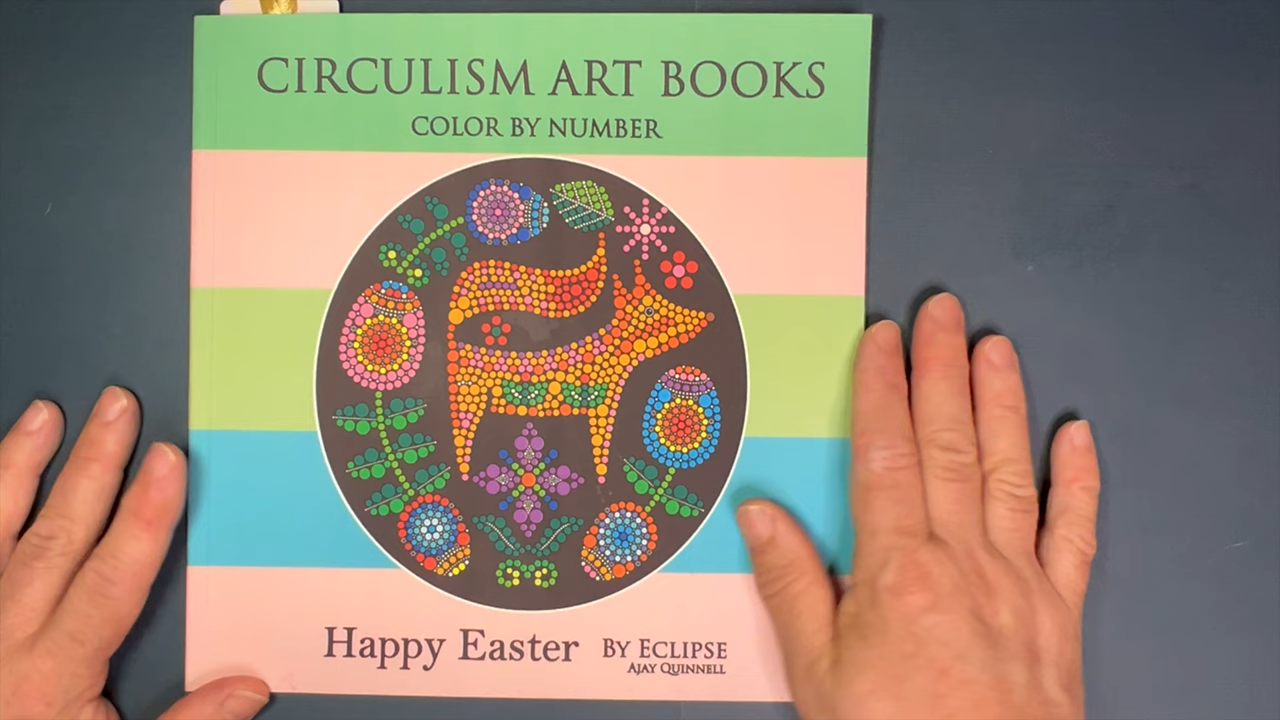 CIRCULISM ART BOOKS
COLOR BY NUMBER
Happy Easter
BY ECLIPSE
AJAY QUINNELL